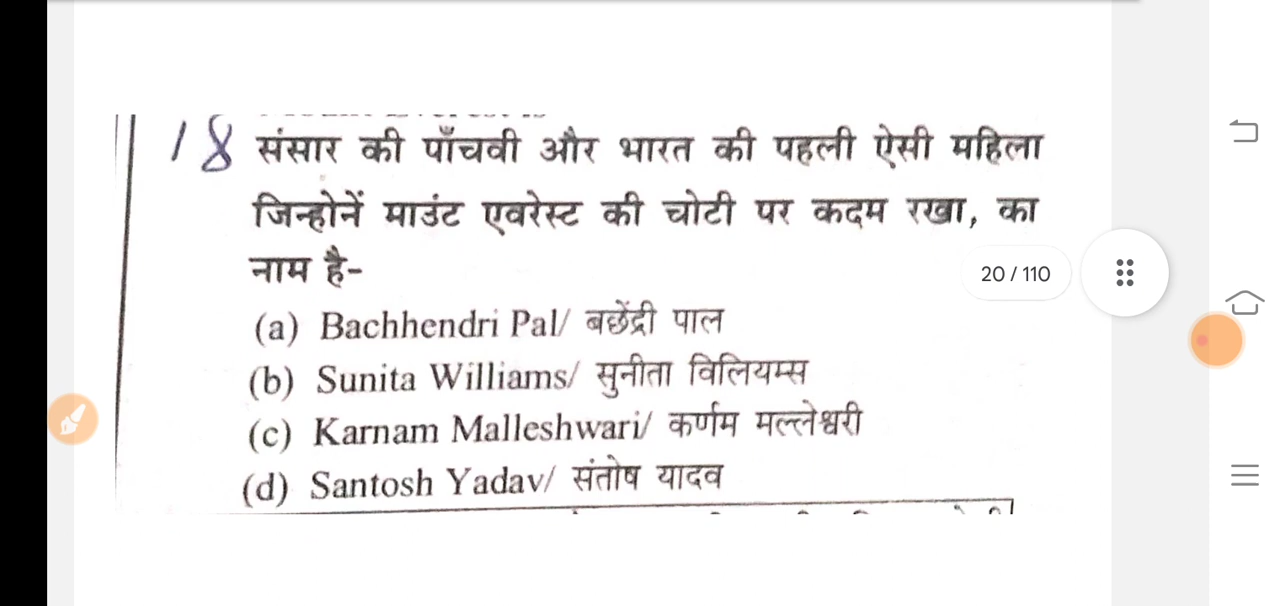 18 संसार की पाँचवी और भारत की पहली ऐसी महिला
जिन्होनें माउंट एवरेस्ट की चोटी पर कदम रखा, का
नाम है-
20 / 110
(a) Bachhendri Pal/ बछेंद्री पाल
(b) Sunita Williams/ सुनीता विलियम्स
(c) Karnam Malleshwari/ कर्णम मल्लेश्वरी
(d) Santosh Yadav/ संतोष यादव